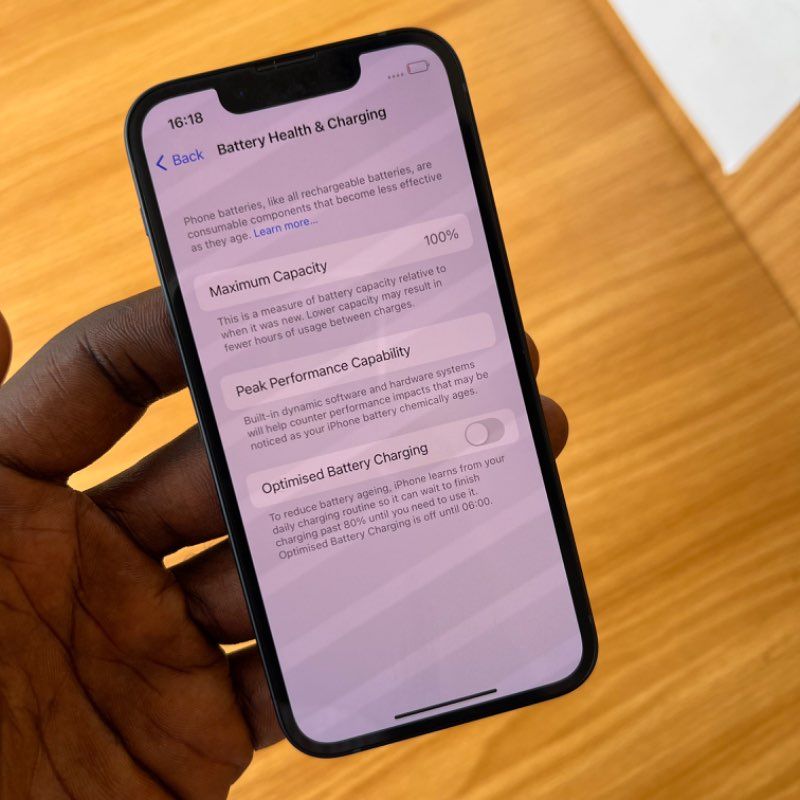 16:18
Back
Battery Health & Charging
Phone batteries, like all rechargeable batteries, are
consumable components that become less effective
as they age. Learn more...
Maximum Capacity
100%
This is a measure of battery capacity relative to
when it was new. Lower capacity may result in
fewer hours of usage between charges.
Peak Performance Capability
Built-in dynamic software and hardware systems
will help counter performance impacts that may be
noticed as your iPhone battery chemically ages.
Optimised Battery Charging
To reduce battery ageing, iPhone learns from your
daily charging routine so it can wait to finish
charging past 80% until you need to use it.
Optimised Battery Charging is off until 06:00.